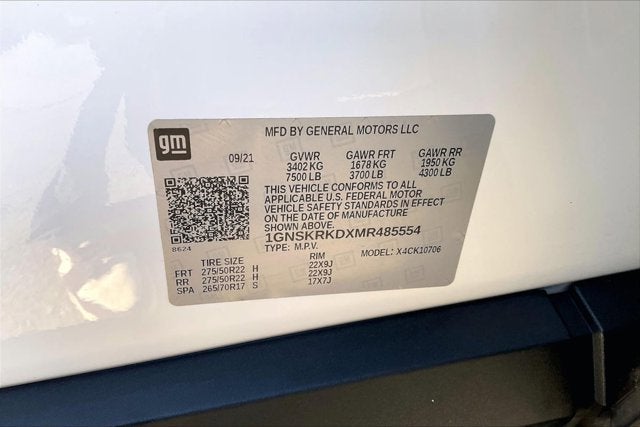 gm
MFD BY GENERAL MOTORS LLC
09/21 GVWR GAWR FRT GAWR RR
3402 KG 1678 KG 1950 KG
7500 LB 3700 LB 4300 LB
THIS VEHICLE CONFORMS TO ALL
APPLICABLE U.S. FEDERAL MOTOR
VEHICLE SAFETY STANDARDS IN EFFECT
ON THE DATE OF MANUFACTURE
SHOWN ABOVE.
1GNSKRKDXMR485554
8624
TYPE: M.P.V. MODEL: X4CK10706
TIRE SIZE RIM
FRT 275/50R22 H 22X9J
RR 275/50R22 H 22X9J
SPA 265/70R17 S 17X7J